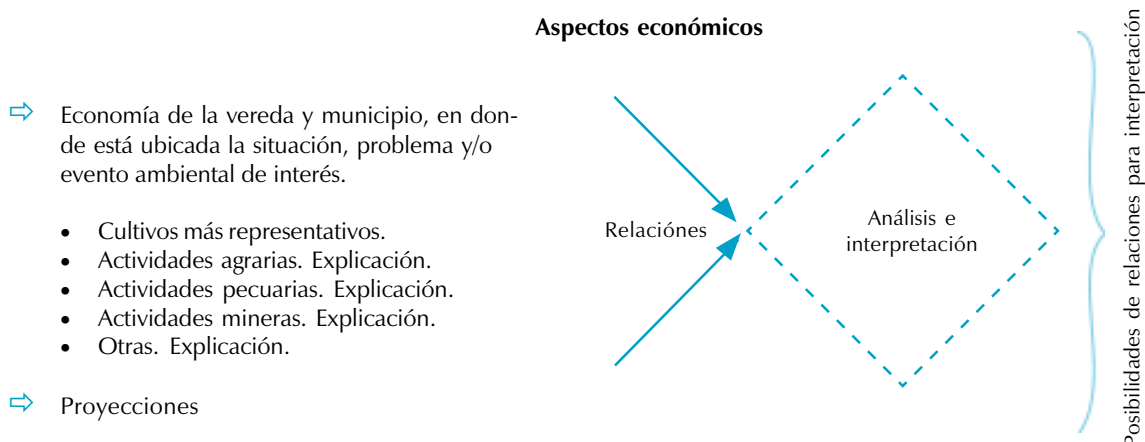 Aspectos económicos
Economía de la vereda y municipio, en don-
de está ubicada la situación, problema y/o
evento ambiental de interés.
• Cultivos más representativos.
• Actividades agrarias. Explicación.
• Actividades pecuarias. Explicación.
• Actividades mineras. Explicación.
• Otras. Explicación.
Proyecciones
Relaciónes
Análisis e
interpretación
Posibilidades de relaciones para interpretación